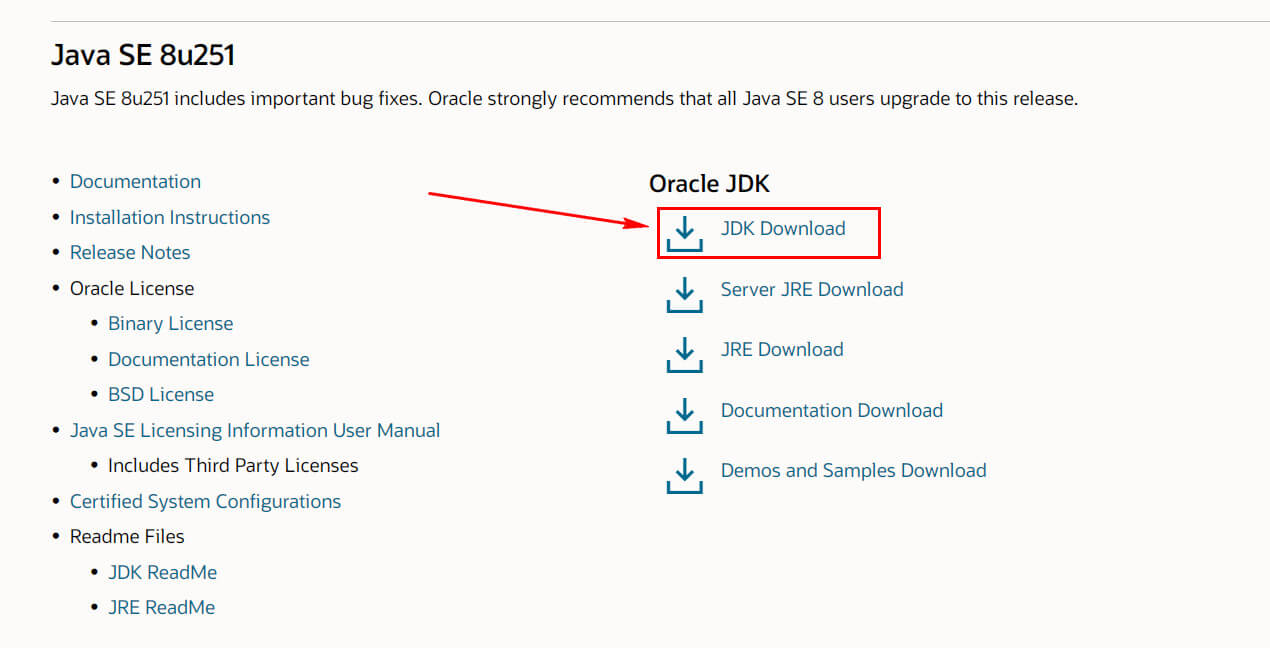 Java SE 8u251
Java SE 8u251 includes important bug fixes. Oracle strongly recommends that all Java SE 8 users upgrade to this release.
Documentation
Installation Instructions
Release Notes
Oracle License
Binary License
Documentation License
BSD License
Java SE Licensing Information User Manual
Includes Third Party Licenses
Certified System Configurations
Readme Files
JDK ReadMe
JRE ReadMe
Oracle JDK
JDK Download
Server JRE Download
JRE Download
Documentation Download
Demos and Samples Download